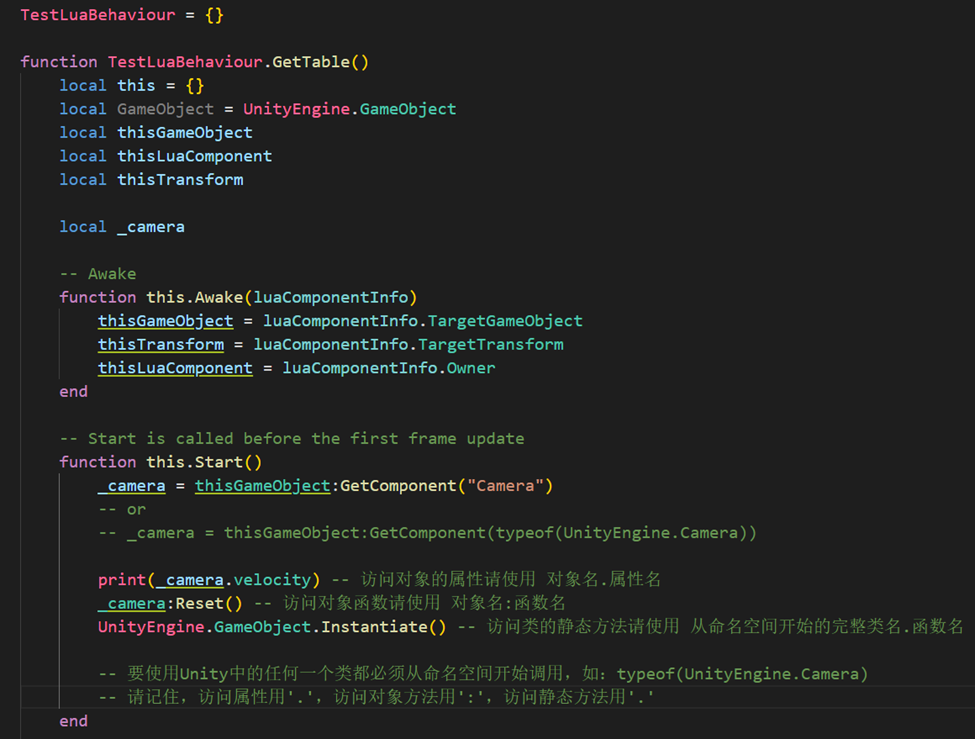 TestLuaBehaviour = {}
function TestLuaBehaviour.GetTable()
local this = {}
local GameObject = UnityEngine.GameObject
local thisGameObject
local thisLuaComponent
local thisTransform
local _camera
-- Awake
function this.Awake(luaComponentInfo)
thisGameObject = luaComponentInfo.TargetGameObject
thisTransform = luaComponentInfo.TargetTransform
thisLuaComponent = luaComponentInfo.Owner
end
-- Start is called before the first frame update
function this.Start()
_camera = thisGameObject:GetComponent("Camera")
-- or
-- _camera = thisGameObject:GetComponent(typeof(UnityEngine.Camera))
print(_camera.velocity) -- 访问对象的属性请使用 对象名.属性名
_camera:Reset() -- 访问对象函数请使用 对象名:函数名
UnityEngine.GameObject.Instantiate() -- 访问类的静态方法请使用 从命名空间开始的完整类名.函数名
-- 要使用Unity中的任何一个类都必须从命名空间开始调用，如：typeof(UnityEngine.Camera)
-- 请记住，访问属性用'.'，访问对象方法用':'，访问静态方法用'.'
end